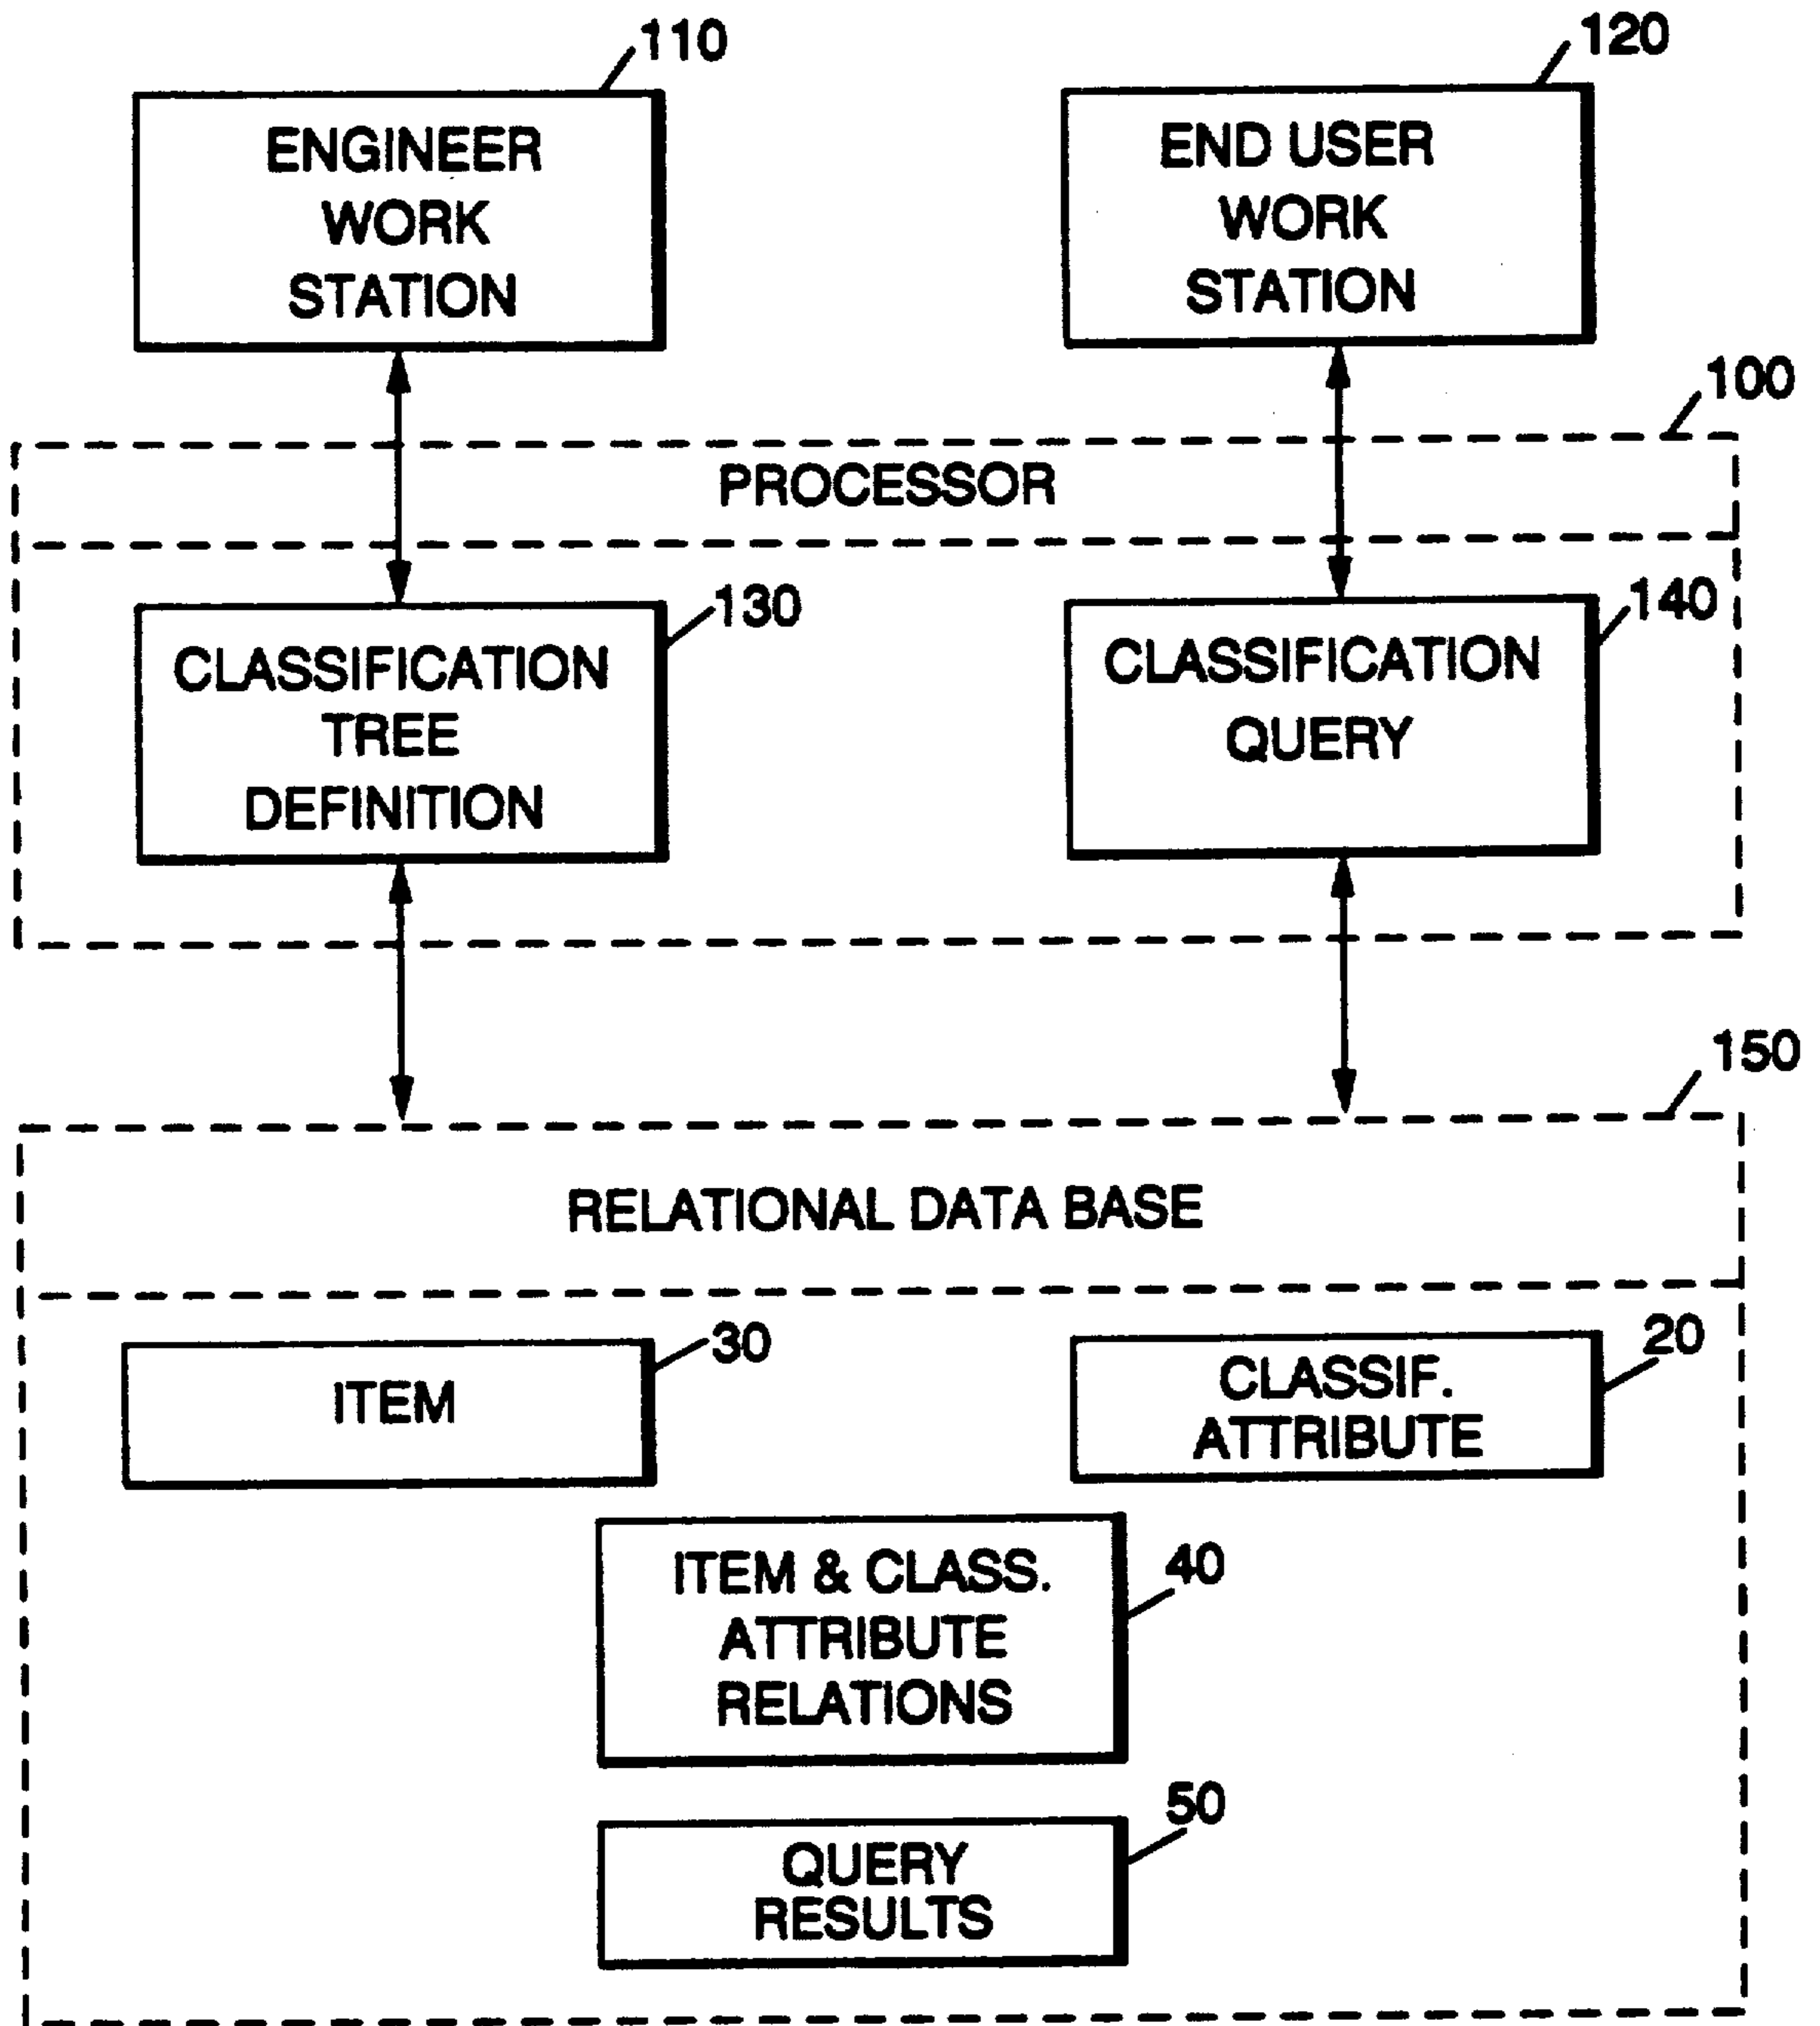 110
120
ENGINEER
WORK
STATION
END USER
WORK
STATION
100
PROCESSOR
130
140
CLASSIFICATION
TREE
DEFINITION
CLASSIFICATION
QUERY
150
RELATIONAL DATA BASE
30
20
ITEM
CLASSIF.
ATTRIBUTE
40
ITEM & CLASS.
ATTRIBUTE
RELATIONS
50
QUERY
RESULTS